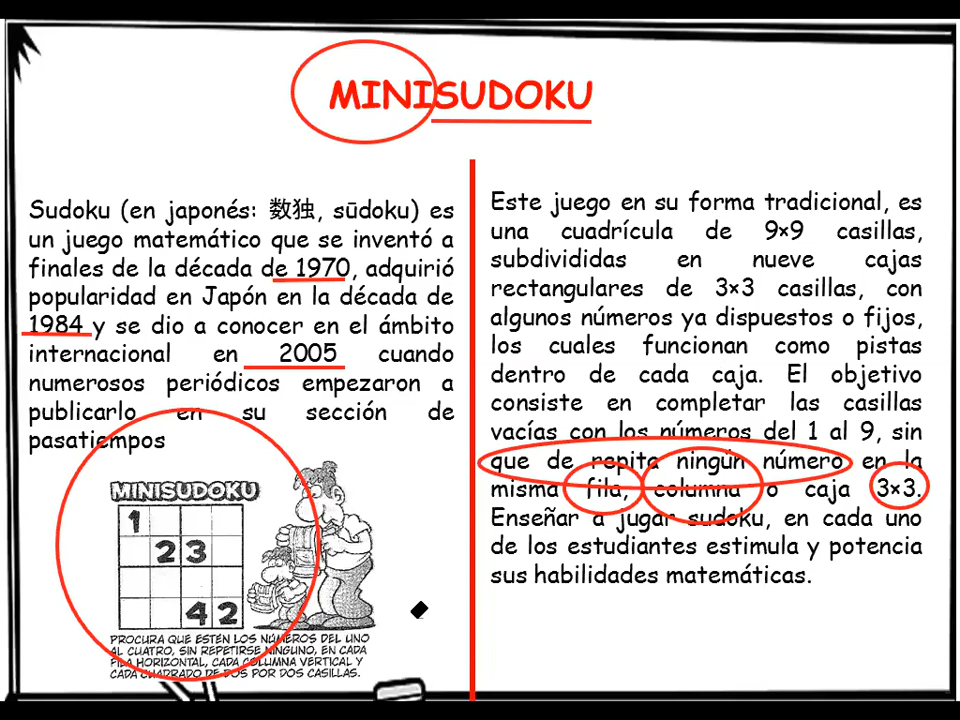 MINISUDOKU
Sudoku (en japonés: 数独, sūdoku) es
un juego matemático que se inventó a
finales de la década de 1970, adquirió
popularidad en Japón en la década de
1984 y se dio a conocer en el ámbito
internacional en 2005 cuando
numerosos periódicos empezaron a
publicarlo en su sección de
pasatiempos
MINISUDOKU
1
2 3
4 2
PROCURA QUE ESTEN LOS NÚMEROS DEL UNO
AL CUATRO, SIN REPETIRSE NINGUNO, EN CADA
FILA HORIZONTAL, CADA COLUMNA VERTICAL Y
CADA CUADRADO DE DOS POR DOS CASILLAS.
Este juego en su forma tradicional, es
una cuadrícula de 9×9 casillas,
subdivididas en nueve cajas
rectangulares de 3×3 casillas, con
algunos números ya dispuestos o fijos,
los cuales funcionan como pistas
dentro de cada caja. El objetivo
consiste en completar las casillas
vacías con los números del 1 al 9, sin
que de repita ningún número en la
misma fila, columna o caja 3×3.
Enseñar a jugar sudoku, en cada uno
de los estudiantes estimula y potencia
sus habilidades matemáticas.